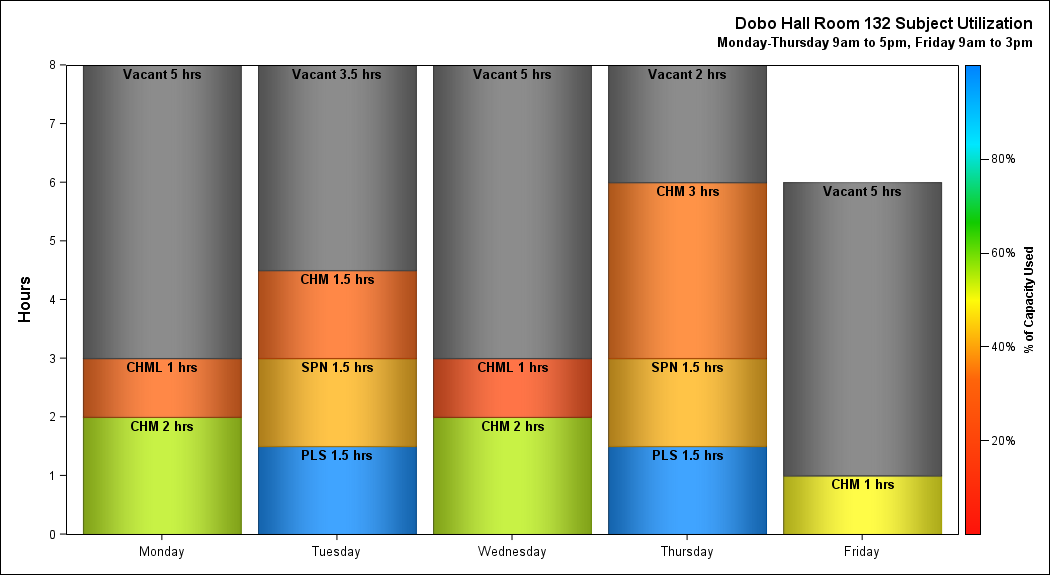 Dobo Hall Room 132 Subject Utilization
Monday-Thursday 9am to 5pm, Friday 9am to 3pm
Hours
8
7
6
5
4
3
2
1
0
Vacant 5 hrs
CHML 1 hrs
CHM 2 hrs
Vacant 3.5 hrs
CHM 1.5 hrs
SPN 1.5 hrs
PLS 1.5 hrs
Vacant 5 hrs
CHML 1 hrs
CHM 2 hrs
Vacant 2 hrs
CHM 3 hrs
SPN 1.5 hrs
PLS 1.5 hrs
Vacant 5 hrs
CHM 1 hrs
Monday
Tuesday
Wednesday
Thursday
Friday
80%
60%
40%
20%
% of Capacity Used